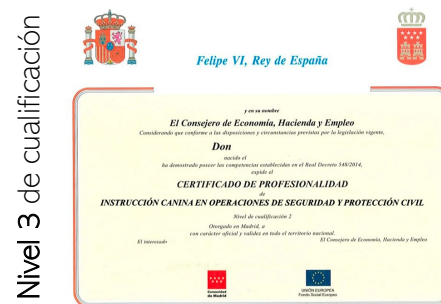 Nivel 3 de cualificación
Felipe VI, Rey de España
y en su nombre
El Consejero de Economía, Hacienda y Empleo
Considerando que conforme a las disposiciones y circunstancias previstas por la legislación vigente,
Don
nacido el
ha demostrado poseer las competencias establecidas en el Real Decreto 548/2014,
expide el
CERTIFICADO DE PROFESIONALIDAD
de
INSTRUCCIÓN CANINA EN OPERACIONES DE SEGURIDAD Y PROTECCIÓN CIVIL
Nivel de cualificación 2
Otorgado en Madrid, a
con carácter oficial y validez en todo el territorio nacional.
El interesado
El Consejero de Economía, Hacienda y Empleo
Comunidad
de Madrid
UNIÓN EUROPEA
Fondo Social Europeo